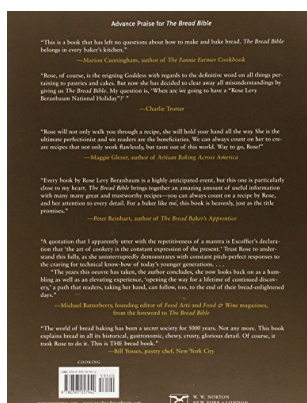 Advance Praise for The Bread Bible
"This is a book that has left no questions about how to make and bake bread. The Bread Bible
belongs in every baker's kitchen."
—Marion Cunningham, author of The Fannie Farmer Cookbook
"Rose, of course, is the reigning Goddess with regards to the definitive word on all things per-
taining to pastries and cakes. But now she has decided to clear away all misunderstandings by
giving us The Bread Bible. My question is, "When are we going to have a "Rose Levy
Beranbaum National Holiday"?"
—Charlie Trotter
"Rose will not only walk you through a recipe, she will hold your hand all the way. She is the
ultimate perfectionist and we readers are the beneficiaries. We can always count on her to cre-
ate recipes that not only work flawlessly, but taste out of this world. Way to go, Rose!"
—Maggie Glezer, author of Artisan Baking Across America
"Every book by Rose Levy Beranbaum is a highly anticipated event, but this one is particularly
close to my heart. The Bread Bible brings together an amazing amount of useful information
with many many great and trustworthy recipes—you can always count on a recipe by Rose,
and her attention to every detail. For a baker like me, this book is heavenly, just as the title
promises."
—Peter Reinhart, author of The Bread Baker's Apprentice
"A quotation that I apparently utter with the repetitiveness of a mantra is Escoffier's declara-
tion that 'the art of cookery is the constant expression of the present.' Trust Rose to under-
stand this fully, as she uninterruptedly demonstrates with constant pitch-perfect responses to
the craving for technical know-how of today's younger generations. . . .
"The years this oeuvre has taken, the author concludes, she now looks back on as a hum-
bling as well as an elevating experience, 'opening the way for a lifetime of continual discov-
ery,' a path that readers, taking her hand, can follow, too, to the end of their bread-enlightened
days."
—Michael Batterberry, founding editor of Food Arts and Food & Wine magazines,
from the foreword to The Bread Bible
"The world of bread baking has been a secret society for 5000 years. Not any more. This book
explains bread in all its historical, gastronomic, chewy, crusty, glorious detail. Of course, it
took Rose to do it. This is THE bread book."
—Bill Yosses, pastry chef, New York City
COOKING
W. W. NORTON
NEW YORK • LONDON